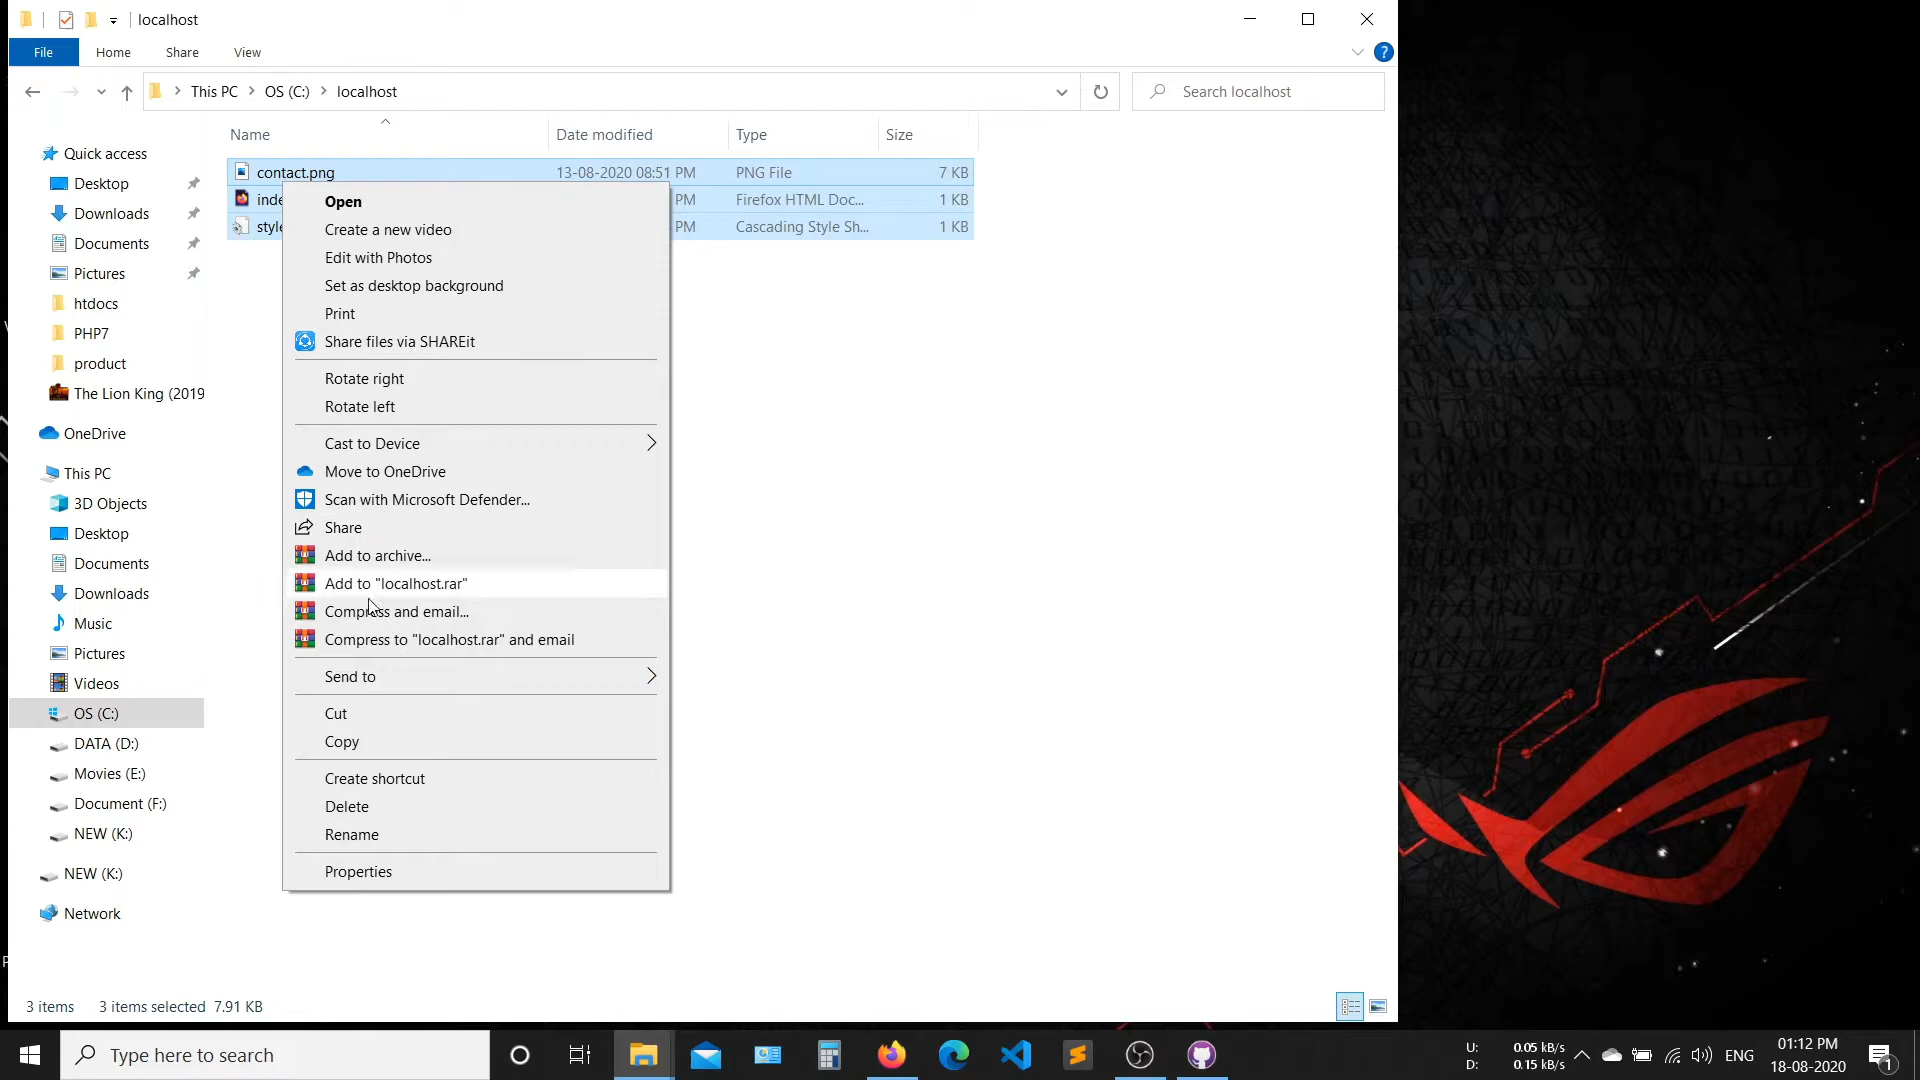 localhost
File Home Share View
This PC OS (C:) localhost
Search localhost
Name Date modified Type Size
contact.png 13-08-2020 08:51 PM PNG File 7 KB
inde PM Firefox HTML Doc... 1 KB
style PM Cascading Style Sh... 1 KB
Quick access
Desktop
Downloads
Documents
Pictures
htdocs
PHP7
product
The Lion King (2019
OneDrive
This PC
3D Objects
Desktop
Documents
Downloads
Music
Pictures
Videos
OS (C:)
DATA (D:)
Movies (E:)
Document (F:)
NEW (K:)
NEW (K:)
Network
Open
Create a new video
Edit with Photos
Set as desktop background
Print
Share files via SHAREit
Rotate right
Rotate left
Cast to Device
Move to OneDrive
Scan with Microsoft Defender...
Share
Add to archive...
Add to "localhost.rar"
Compress and email...
Compress to "localhost.rar" and email
Send to
Cut
Copy
Create shortcut
Delete
Rename
Properties
3 items 3 items selected 7.91 KB
Type here to search
U: 0.05 kB/s
D: 0.15 kB/s
ENG
01:12 PM
18-08-2020
1